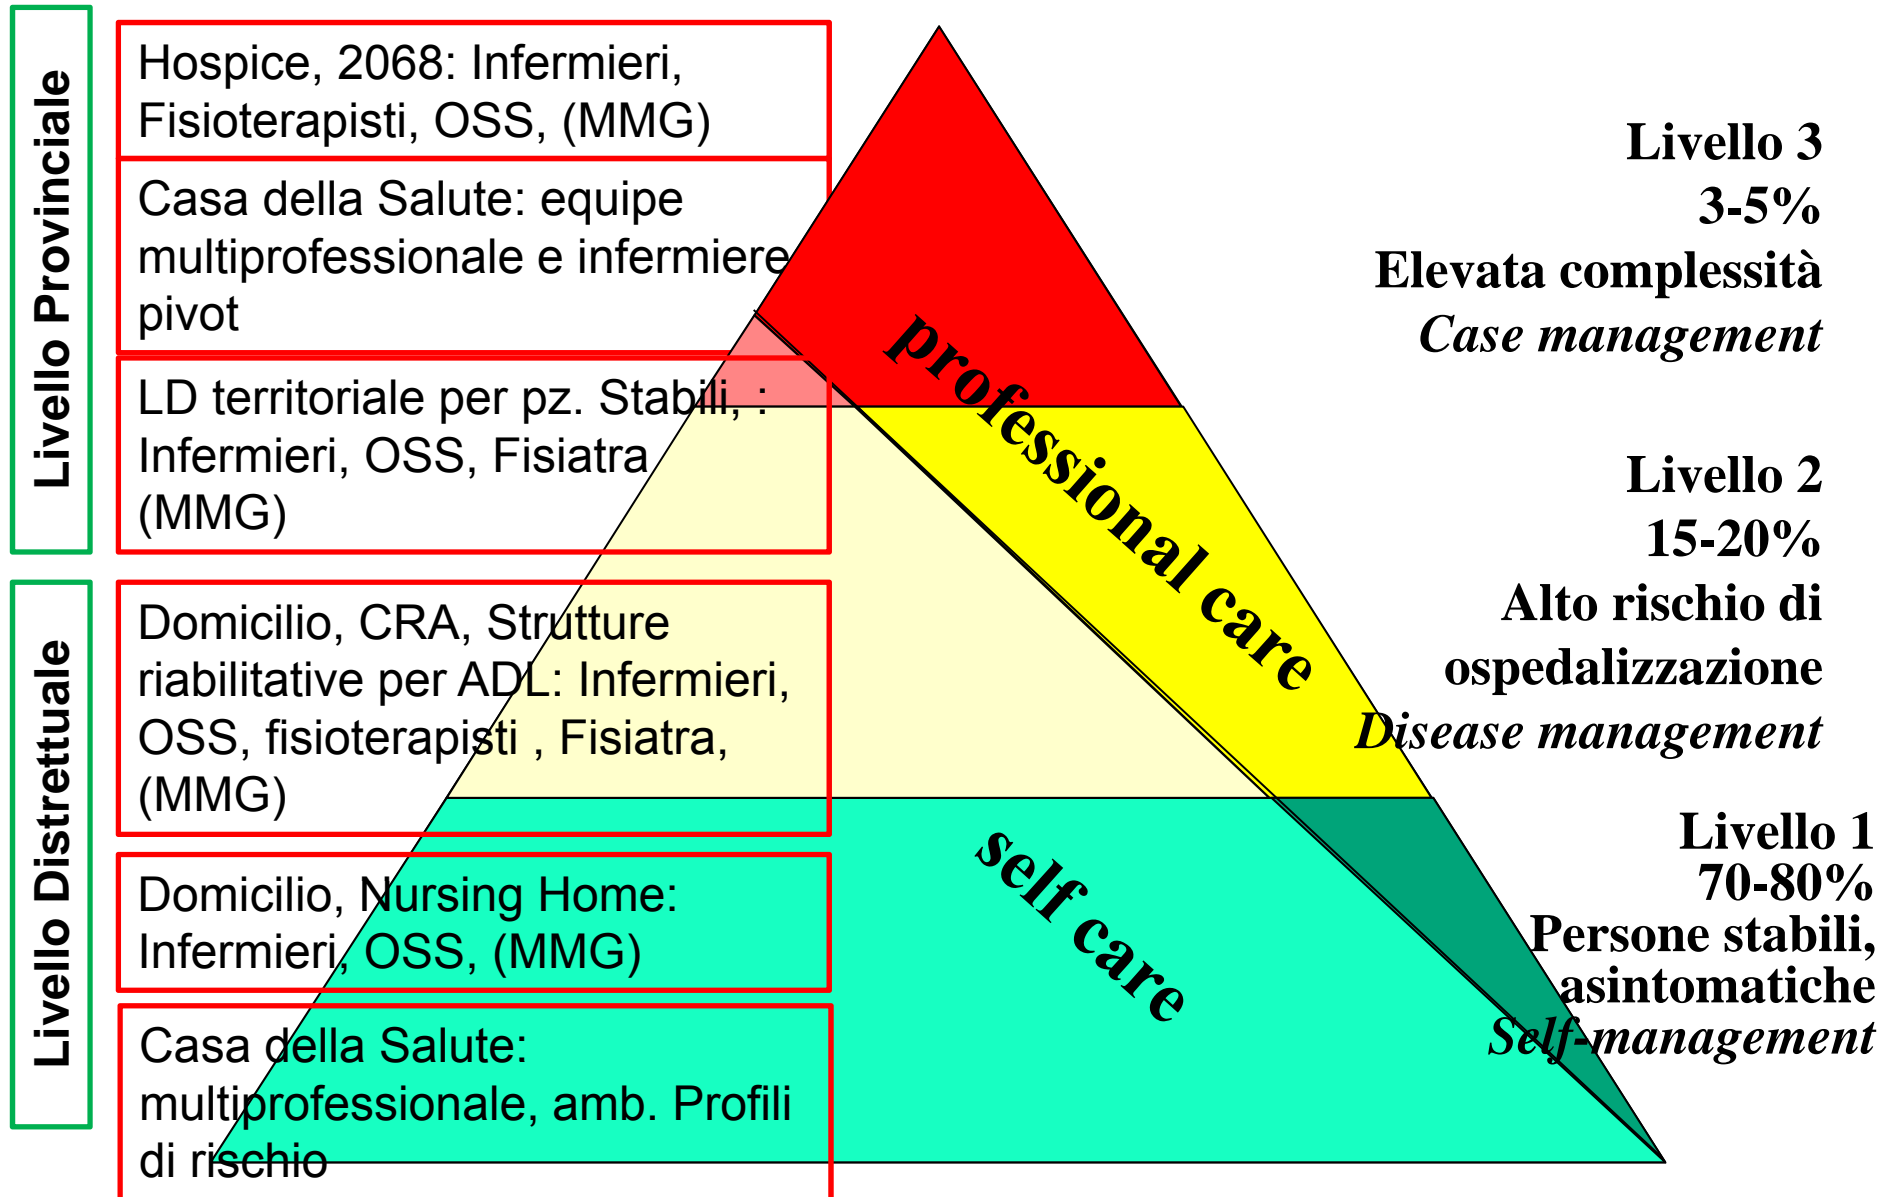 Livello Provinciale
Hospice, 2068: Infermieri,
Fisioterapisti, OSS, (MMG)
Casa della Salute: equipe
multiprofessionale e infermiere
pivot
LD territoriale per pz. Stabili, :
Infermieri, OSS, Fisiatra
(MMG)
Livello Distrettuale
Domicilio, CRA, Strutture
riabilitative per ADL: Infermieri,
OSS, fisioterapisti , Fisiatra,
(MMG)
Domicilio, Nursing Home:
Infermieri, OSS, (MMG)
Casa della Salute:
multiprofessionale, amb. Profili
di rischio
professional care
self care
Livello 3
3-5%
Elevata complessità
Case management
Livello 2
15-20%
Alto rischio di
ospedalizzazione
Disease management
Livello 1
70-80%
Persone stabili,
asintomatiche
Self-management